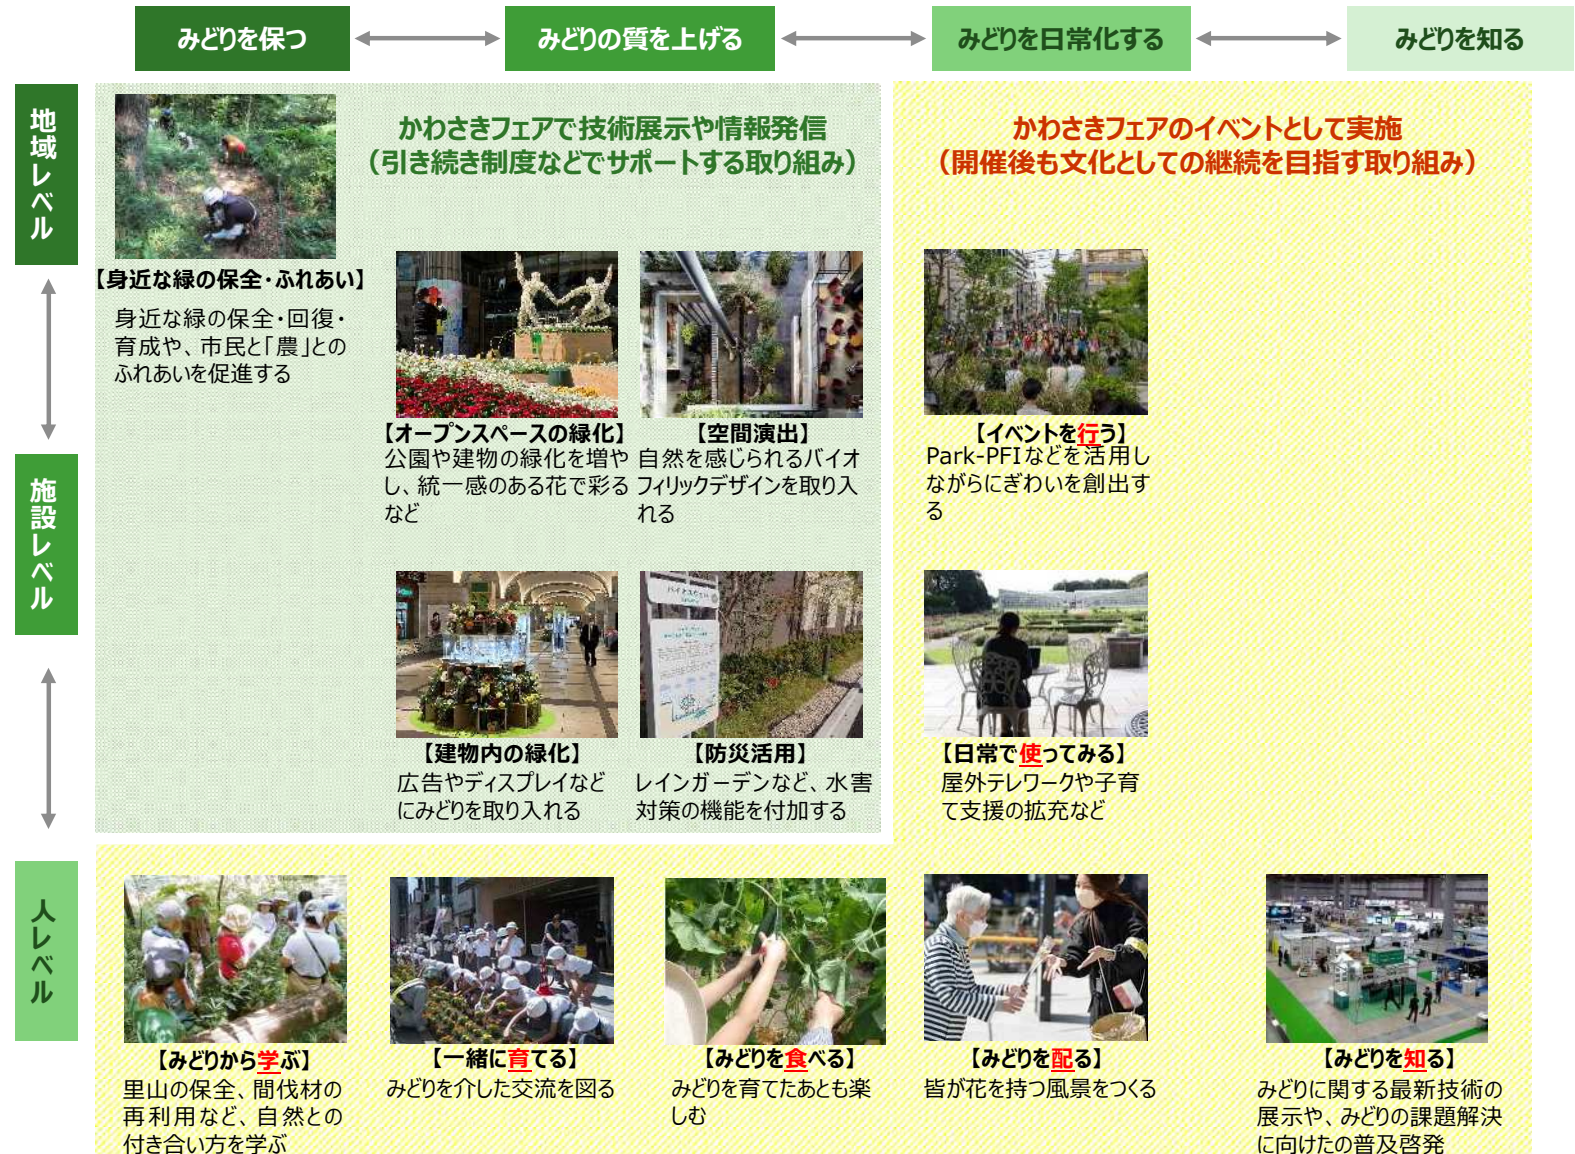 みどりを保つ
みどりの質を上げる
みどりを日常化する
みどりを知る
地域レベル
かわさきフェアで技術展示や情報発信
（引き続き制度などでサポートする取り組み）
かわさきフェアのイベントとして実施
（開催後も文化としての継続を目指す取り組み）
【身近な緑の保全・ふれあい】
身近な緑の保全・回復・
育成や、市民と「農」との
ふれあいを促進する
【オープンスペースの緑化】
公園や建物の緑化を増や
し、統一感のある花で彩る
など
【空間演出】
自然を感じられるバイオ
フィリックデザインを取り入
れる
【イベントを行う】
Park-PFIなどを活用し
ながらにぎわいを創出す
る
施設レベル
【建物内の緑化】
広告やディスプレイなど
にみどりを取り入れる
【防災活用】
レインガーデンなど、水害
対策の機能を付加する
【日常で使ってみる】
屋外テレワークや子育
て支援の拡充など
人レベル
【みどりから学ぶ】
里山の保全、間伐材の
再利用など、自然との
付き合い方を学ぶ
【一緒に育てる】
みどりを介した交流を図る
【みどりを食べる】
みどりを育てたあとも楽
しむ
【みどりを配る】
皆が花を持つ風景をつくる
【みどりを知る】
みどりに関する最新技術の
展示や、みどりの課題解決
に向けたの普及啓発